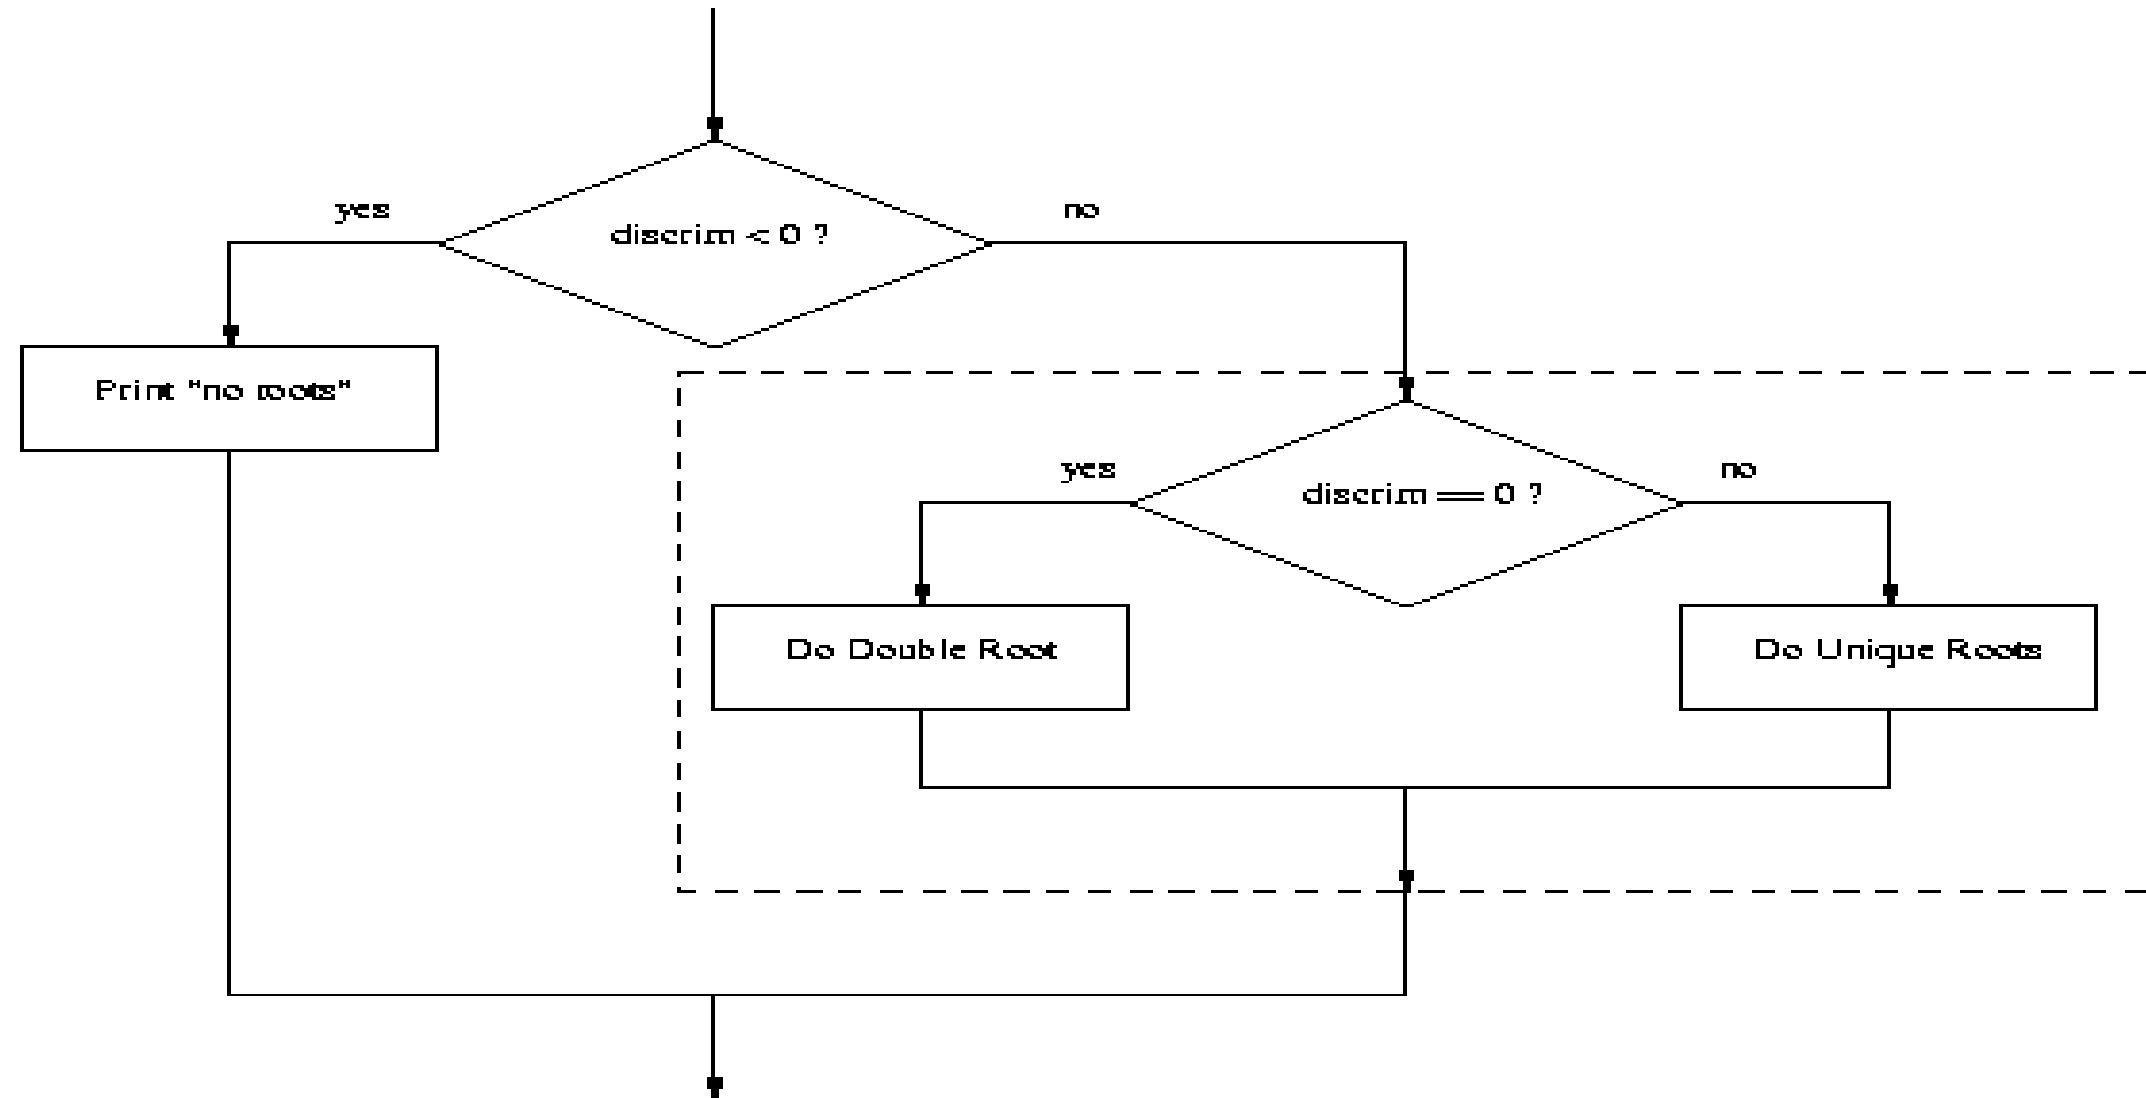 yes
no
discrim < 0 ?
Print "no roots"
yes
no
discrim == 0 ?
Do Double Root
Do Unique Roots